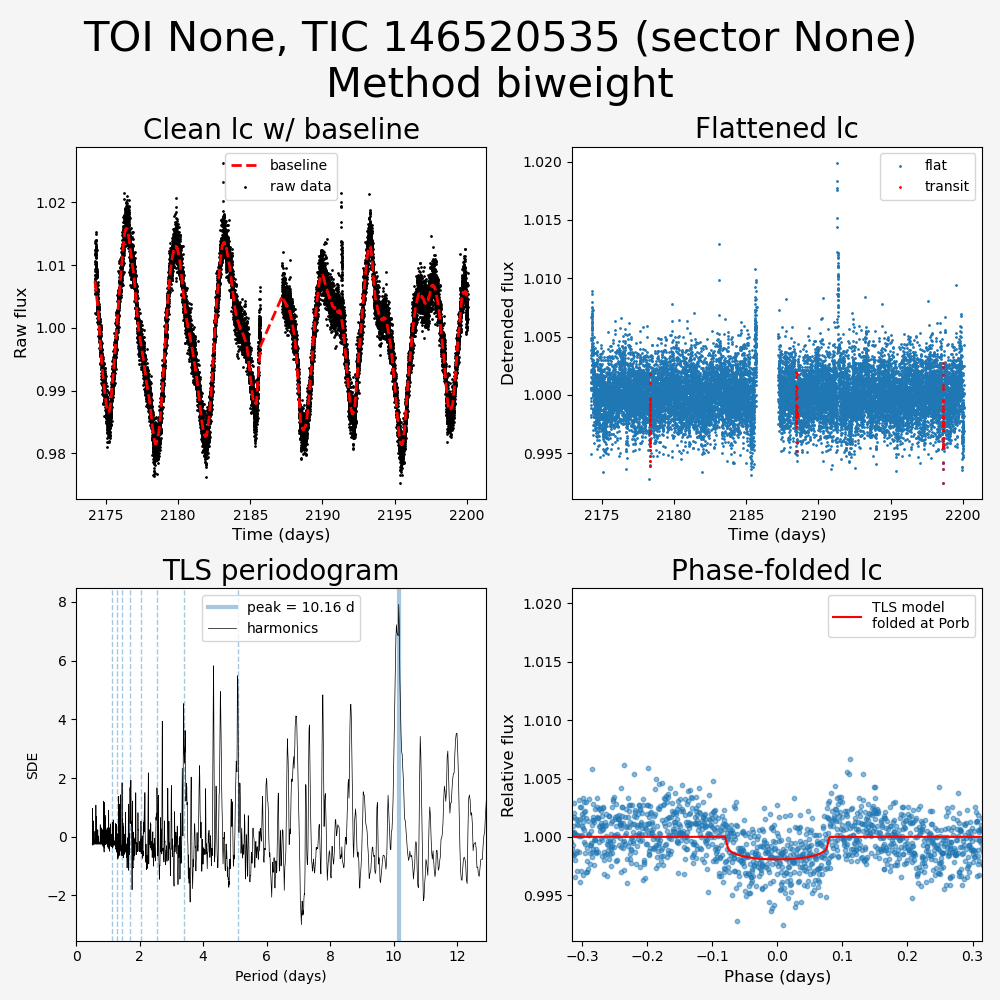 TOI None, TIC 146520535 (sector None)
Method biweight
Clean lc w/ baseline
baseline
raw data
Raw flux
1.02
1.01
1.00
0.99
0.98
2175 2180 2185 2190 2195 2200
Time (days)
Flattened lc
flat
transit
Detrended flux
1.020
1.015
1.010
1.005
1.000
0.995
2175 2180 2185 2190 2195 2200
Time (days)
TLS periodogram
peak = 10.16 d
harmonics
SDE
8
6
4
2
0
−2
0 2 4 6 8 10 12
Period (days)
Phase-folded lc
TLS model
folded at Porb
Relative flux
1.020
1.015
1.010
1.005
1.000
0.995
−0.3 −0.2 −0.1 0.0 0.1 0.2 0.3
Phase (days)